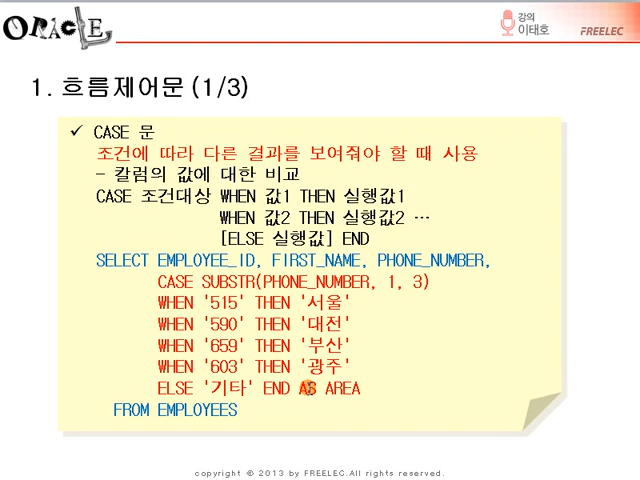 ORACLE
강의
이태호
FREELEC
1. 흐름제어문 (1/3)
✓ CASE 문
조건에 따라 다른 결과를 보여줘야 할 때 사용
- 칼럼의 값에 대한 비교
CASE 조건대상 WHEN 값1 THEN 실행값1
WHEN 값2 THEN 실행값2 …
[ELSE 실행값] END
SELECT EMPLOYEE_ID, FIRST_NAME, PHONE_NUMBER,
CASE SUBSTR(PHONE_NUMBER, 1, 3)
WHEN '515' THEN '서울'
WHEN '590' THEN '대전'
WHEN '659' THEN '부산'
WHEN '603' THEN '광주'
ELSE '기타' END AS AREA
FROM EMPLOYEES
copyright © 2013 by FREELEC.All rights reserved.